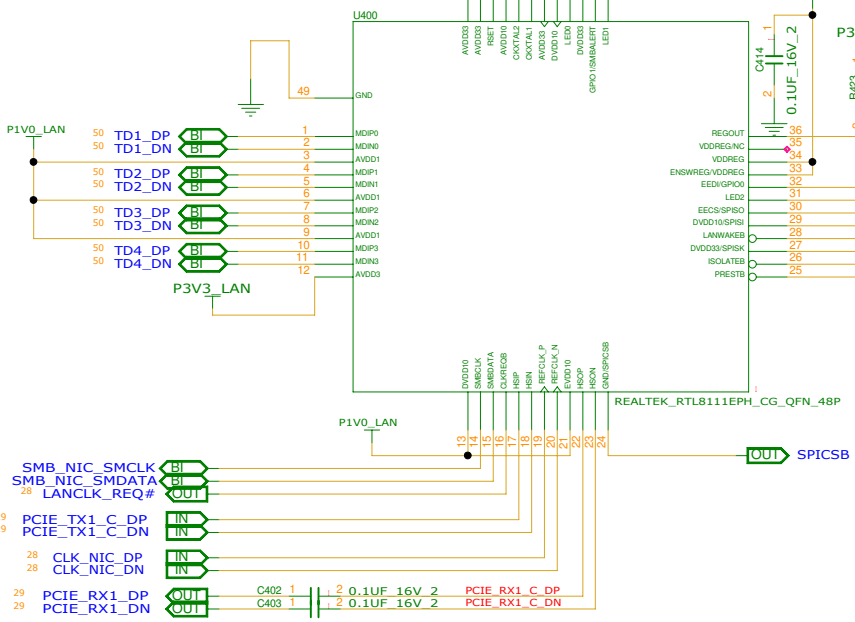 U400
AVDD33
AVDD33
RSET
AVDD10
CKXTAL2
CKXTAL1
AVDD33
DVDD10
LED0
DVDD33
GPIO1/SMBALERT
LED1
1
C414
2
0.1UF_16V_2
P3
R423
49 GND
P1V0_LAN
50 TD1_DP BI 1 MDIP0
50 TD1_DN BI 2 MDIN0
3 AVDD1
50 TD2_DP BI 4 MDIP1
50 TD2_DN BI 5 MDIN1
6 AVDD1
50 TD3_DP BI 7 MDIP2
50 TD3_DN BI 8 MDIN2
9 AVDD1
50 TD4_DP BI 10 MDIP3
50 TD4_DN BI 11 MDIN3
12 AVDD3
P3V3_LAN
REGOUT 36
VDDREG/NC 35
VDDREG 34
ENSWREG/VDDREG 33
EEDI/GPIO0 32
LED2 31
EECS/SPISO 30
DVDD10/SPISI 29
LANWAKEB 28
DVDD33/SPISK 27
ISOLATEB 26
PRESTB 25
DVDD10 13
SMBCLK 14
SMBDATA 15
CLKREQB 16
HSIP 17
HSIN 18
REFCLK_P 19
REFCLK_N 20
EVDD10 21
HSOP 22
HSON 23
GND/SPICSB 24
1
REALTEK_RTL8111EPH_CG_QFN_48P
P1V0_LAN
OUT SPICSB
SMB_NIC_SMCLK BI
SMB_NIC_SMDATA BI
28 LANCLK_REQ# OUT
9 PCIE_TX1_C_DP IN
9 PCIE_TX1_C_DN IN
28 CLK_NIC_DP IN
28 CLK_NIC_DN IN
29 PCIE_RX1_DP OUT C402 1 2 0.1UF_16V_2 PCIE_RX1_C_DP
29 PCIE_RX1_DN OUT C403 1 2 0.1UF_16V_2 PCIE_RX1_C_DN